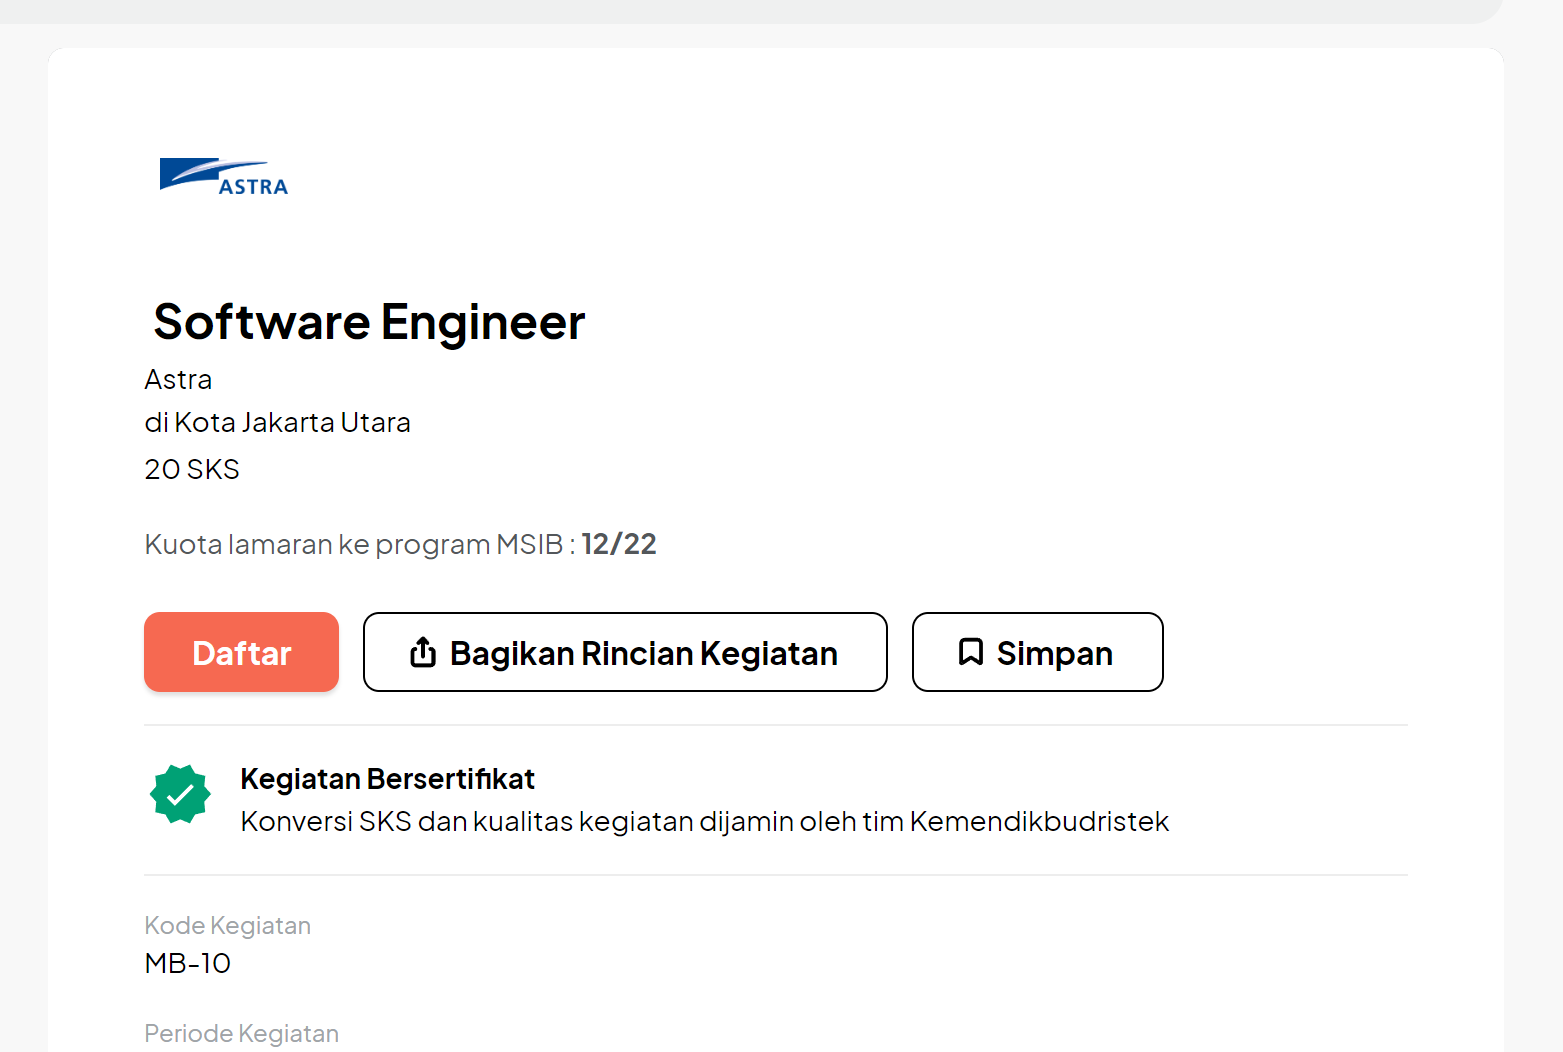 ASTRA
Software Engineer
Astra
di Kota Jakarta Utara
20 SKS
Kuota lamaran ke program MSIB : 12/22
Daftar
Bagikan Rincian Kegiatan
Simpan
Kegiatan Bersertifikat
Konversi SKS dan kualitas kegiatan dijamin oleh tim Kemendikbudristek
Kode Kegiatan
MB-10
Periode Kegiatan